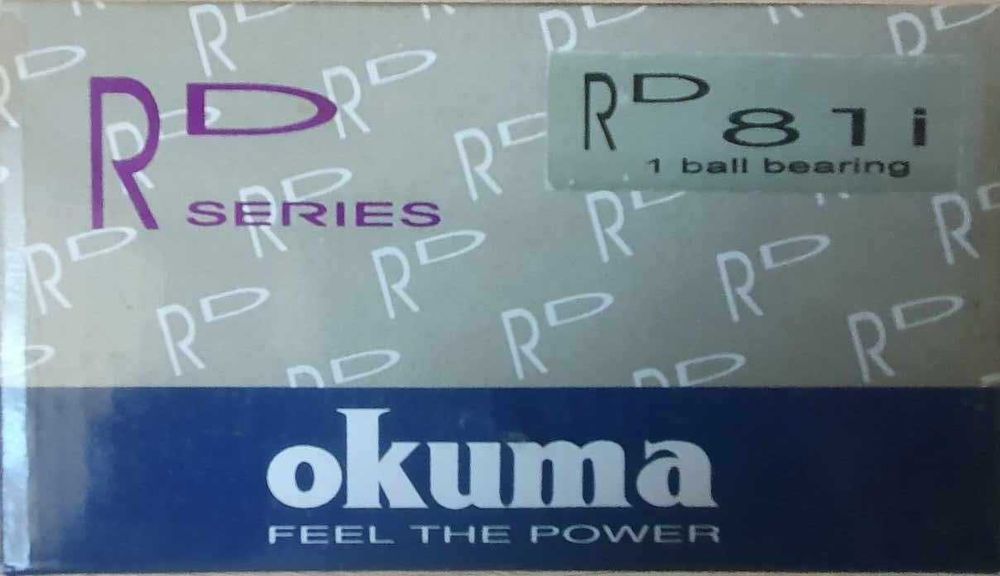 RD SERIES
RD 81i
1 ball bearing
okuma
FEEL THE POWER